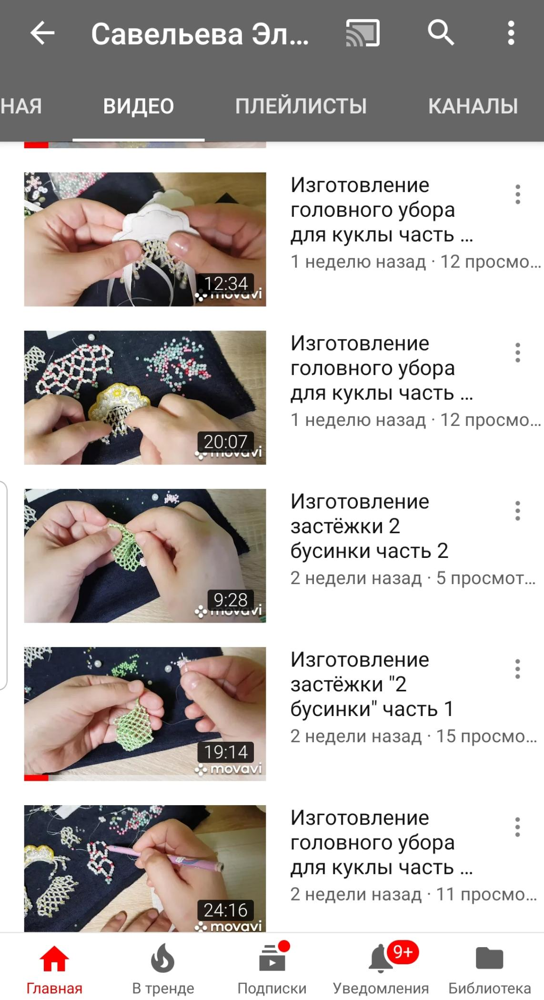 Савельева Эл...
НАЯ ВИДЕО ПЛЕЙЛИСТЫ КАНАЛЫ
Изготовление
головного убора
для куклы часть ...
1 неделю назад · 12 просмо...
12:34
movavi
Изготовление
головного убора
для куклы часть ...
1 неделю назад · 12 просмо...
20:07
movavi
Изготовление
застёжки 2
бусинки часть 2
2 недели назад · 5 просмот...
9:28
movavi
Изготовление
застёжки "2
бусинки" часть 1
2 недели назад · 15 просмо...
19:14
movavi
Изготовление
головного убора
для куклы часть ...
2 недели назад · 11 просмо...
24:16
movavi
9+
Главная В тренде Подписки Уведомления Библиотека